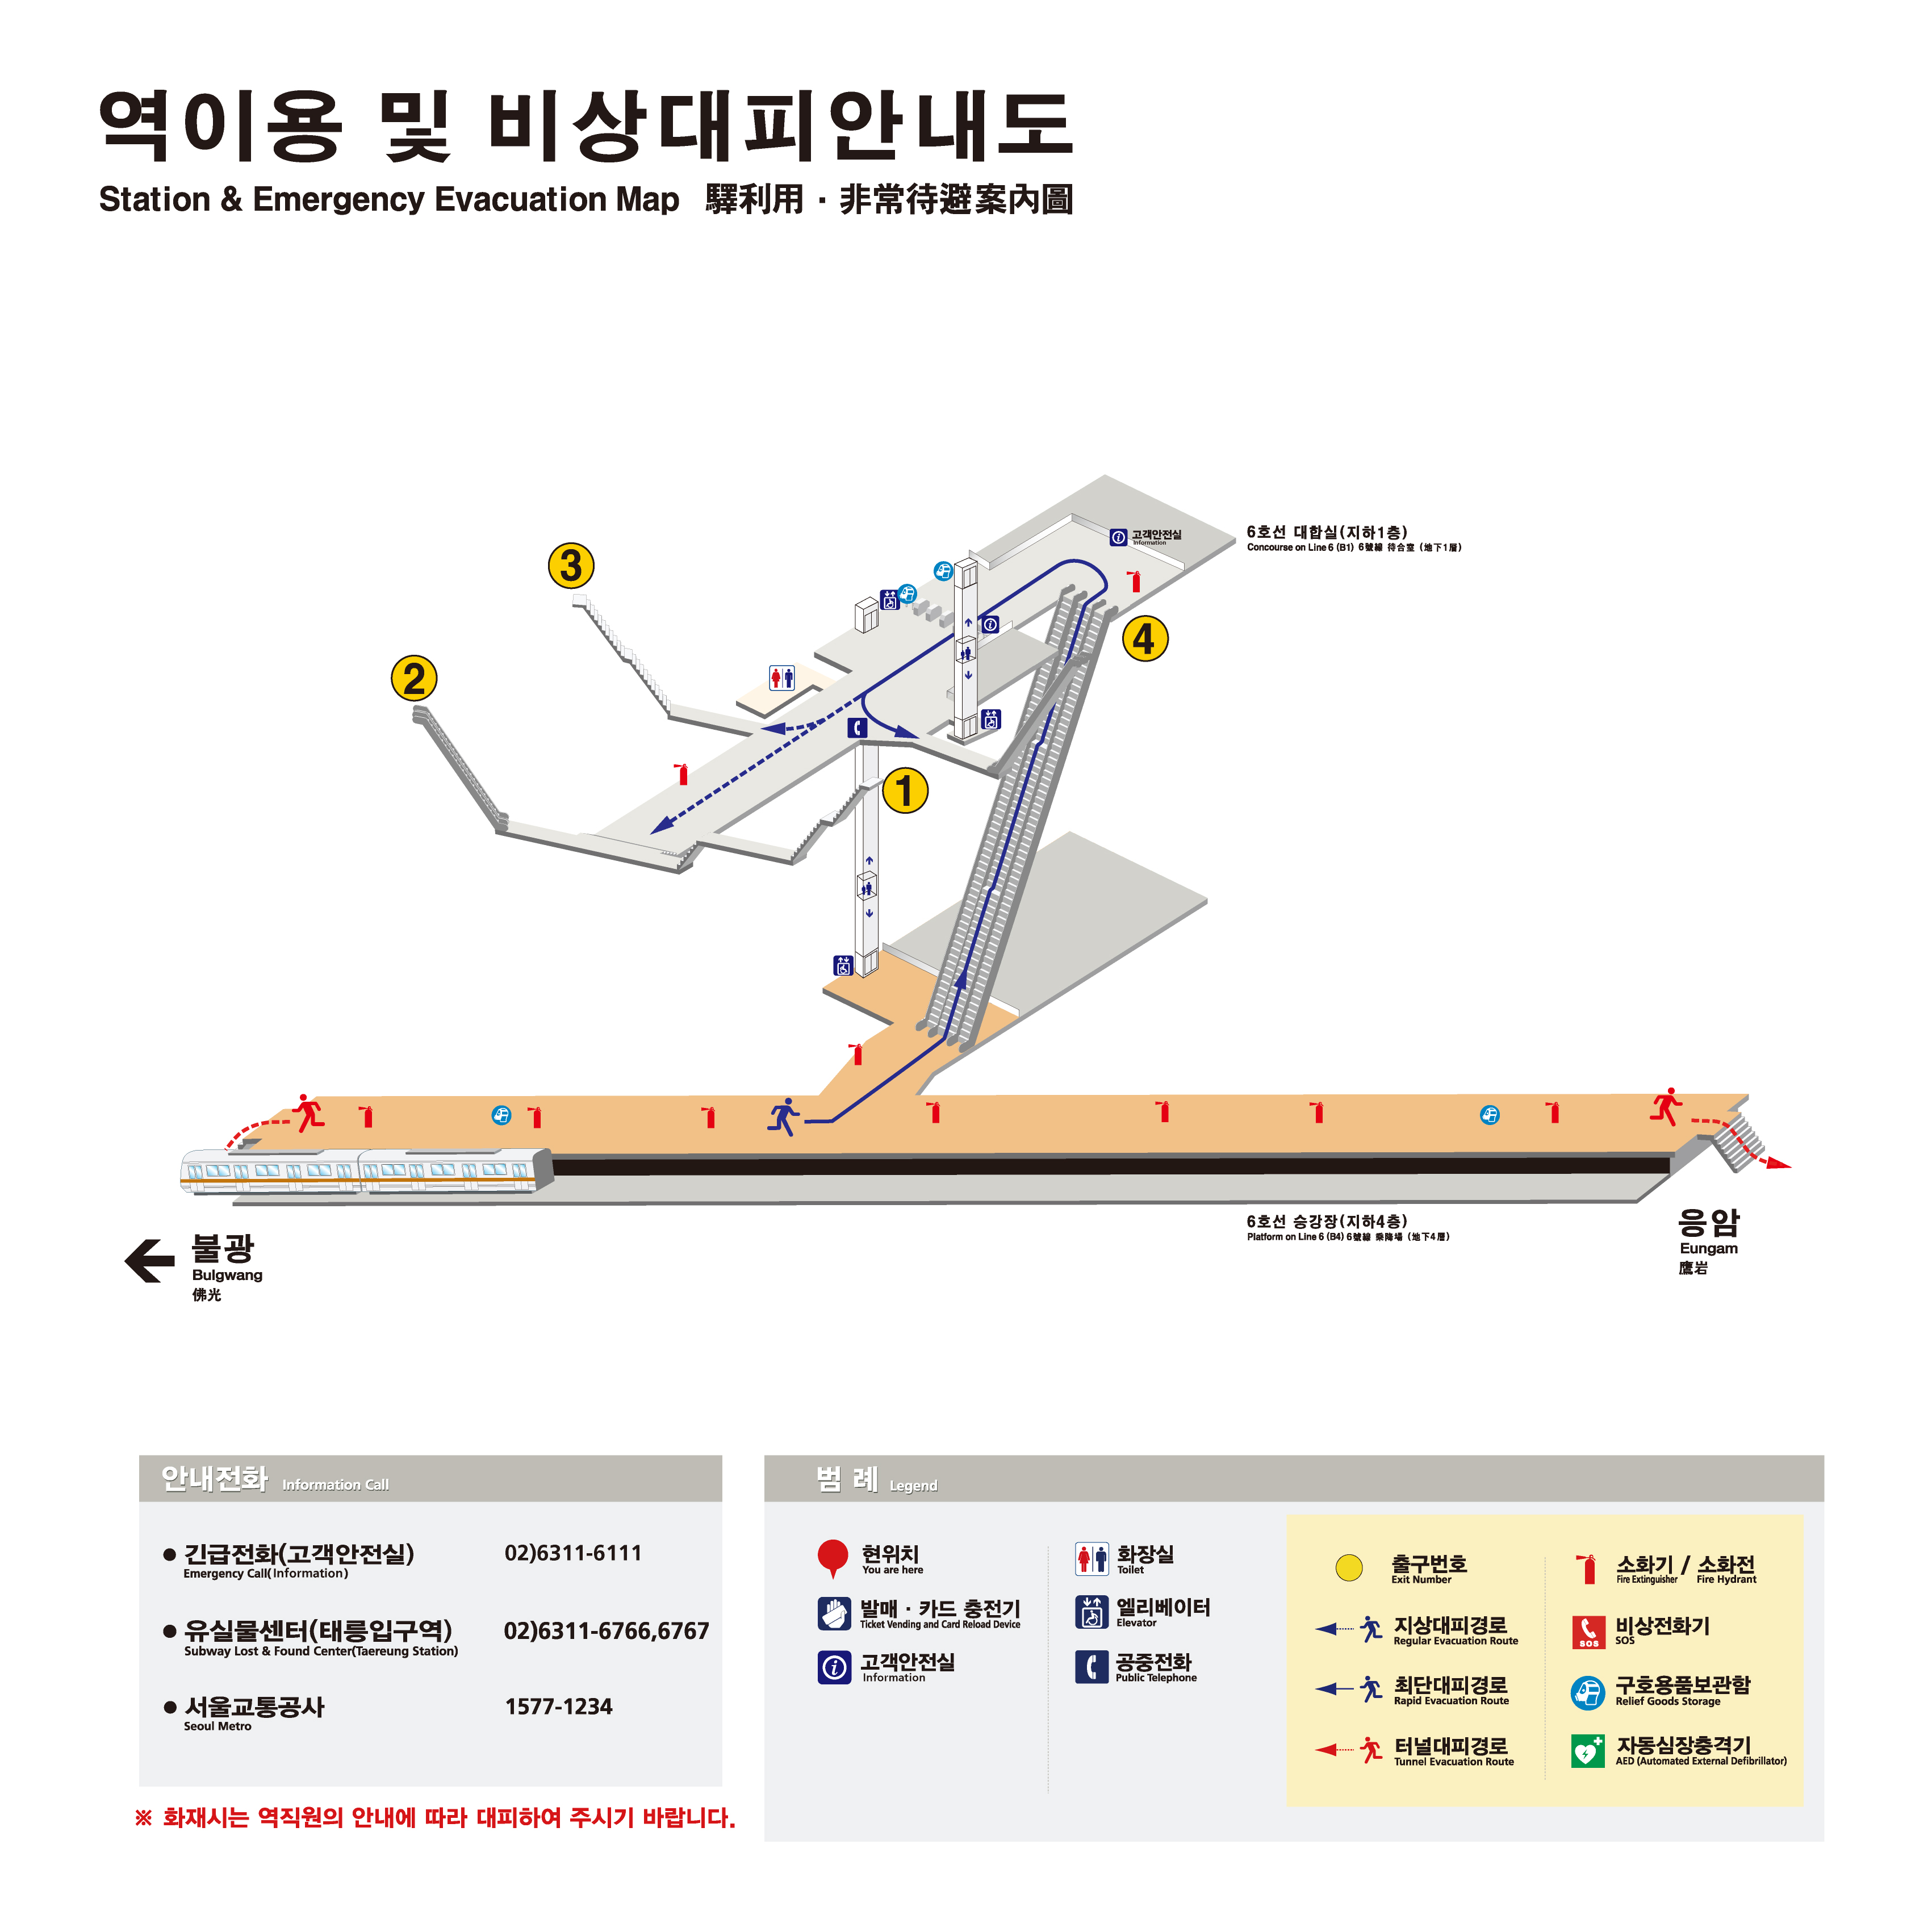 역이용 및 비상대피안내도
Station & Emergency Evacuation Map 驛利用 · 非常待避案內圖
고객안전실
Information
6호선 대합실(지하1층)
Concourse on Line 6 (B1) 6號線 待合室 (地下1層)
3
2
4
1
6호선 승강장(지하4층)
Platform on Line 6 (B4) 6號線 乘降場 (地下4層)
불광
Bulgwang
佛光
응암
Eungam
鷹岩
안내전화 Information Call
● 긴급전화(고객안전실) 02)6311-6111
Emergency Call(Information)
● 유실물센터(태릉입구역) 02)6311-6766,6767
Subway Lost & Found Center(Taereung Station)
● 서울교통공사 1577-1234
Seoul Metro
※ 화재시는 역직원의 안내에 따라 대피하여 주시기 바랍니다.
범 례 Legend
현위치
You are here
발매 · 카드 충전기
Ticket Vending and Card Reload Device
고객안전실
Information
화장실
Toilet
엘리베이터
Elevator
공중전화
Public Telephone
출구번호
Exit Number
지상대피경로
Regular Evacuation Route
최단대피경로
Rapid Evacuation Route
터널대피경로
Tunnel Evacuation Route
소화기 / 소화전
Fire Extinguisher Fire Hydrant
SOS
비상전화기
SOS
구호용품보관함
Relief Goods Storage
자동심장충격기
AED (Automated External Defibrillator)